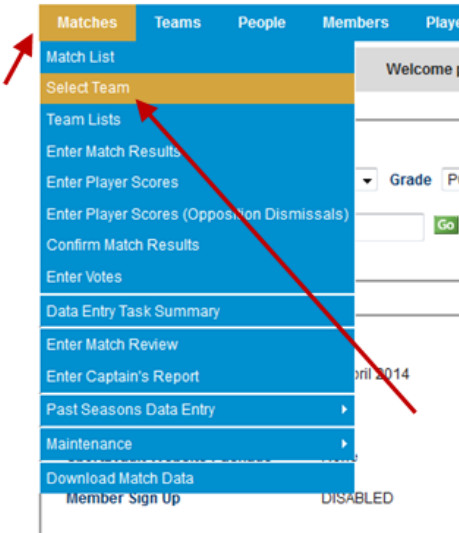 Matches Teams People Members
Match List
Welcome
Select Team
Team Lists
Enter Match Results
Enter Player Scores
Grade
Enter Player Scores (Opposition Dismissals)
Go
Confirm Match Results
Enter Votes
Data Entry Task Summary
Enter Match Review
Enter Captain's Report
2014
Past Seasons Data Entry
Maintenance
Download Match Data
Member Sign Up DISABLED